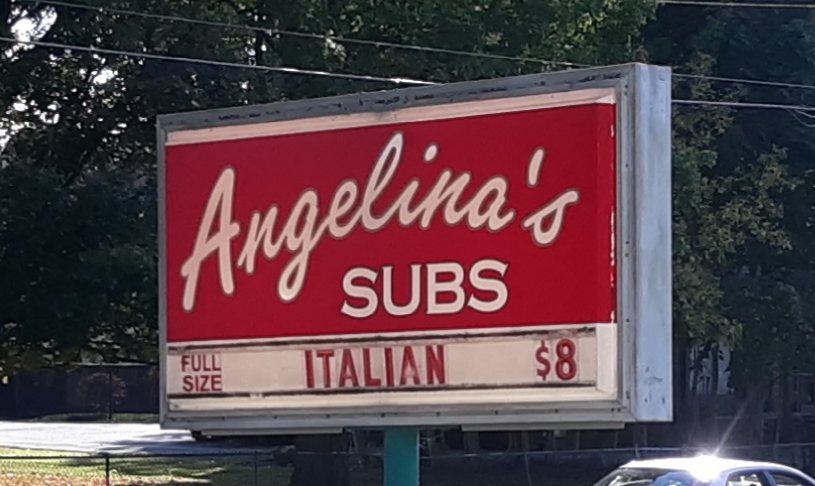 Angelina's
SUBS
FULL SIZE ITALIAN $8